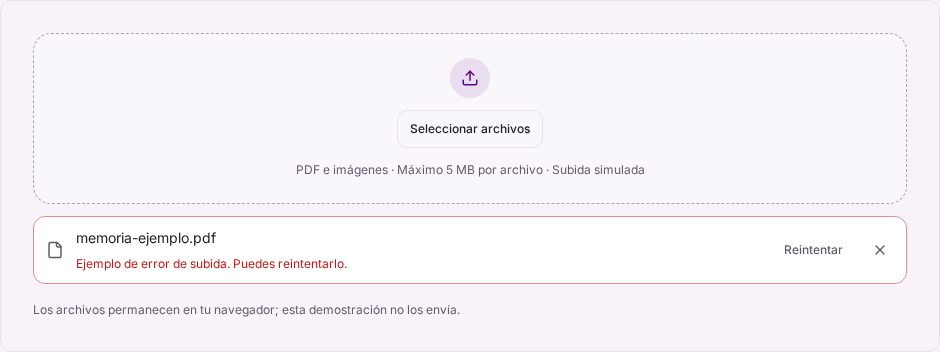 Seleccionar archivos
PDF e imágenes · Máximo 5 MB por archivo · Subida simulada
memoria-ejemplo.pdf
Ejemplo de error de subida. Puedes reintentarlo.
Reintentar
Los archivos permanecen en tu navegador; esta demostración no los envía.